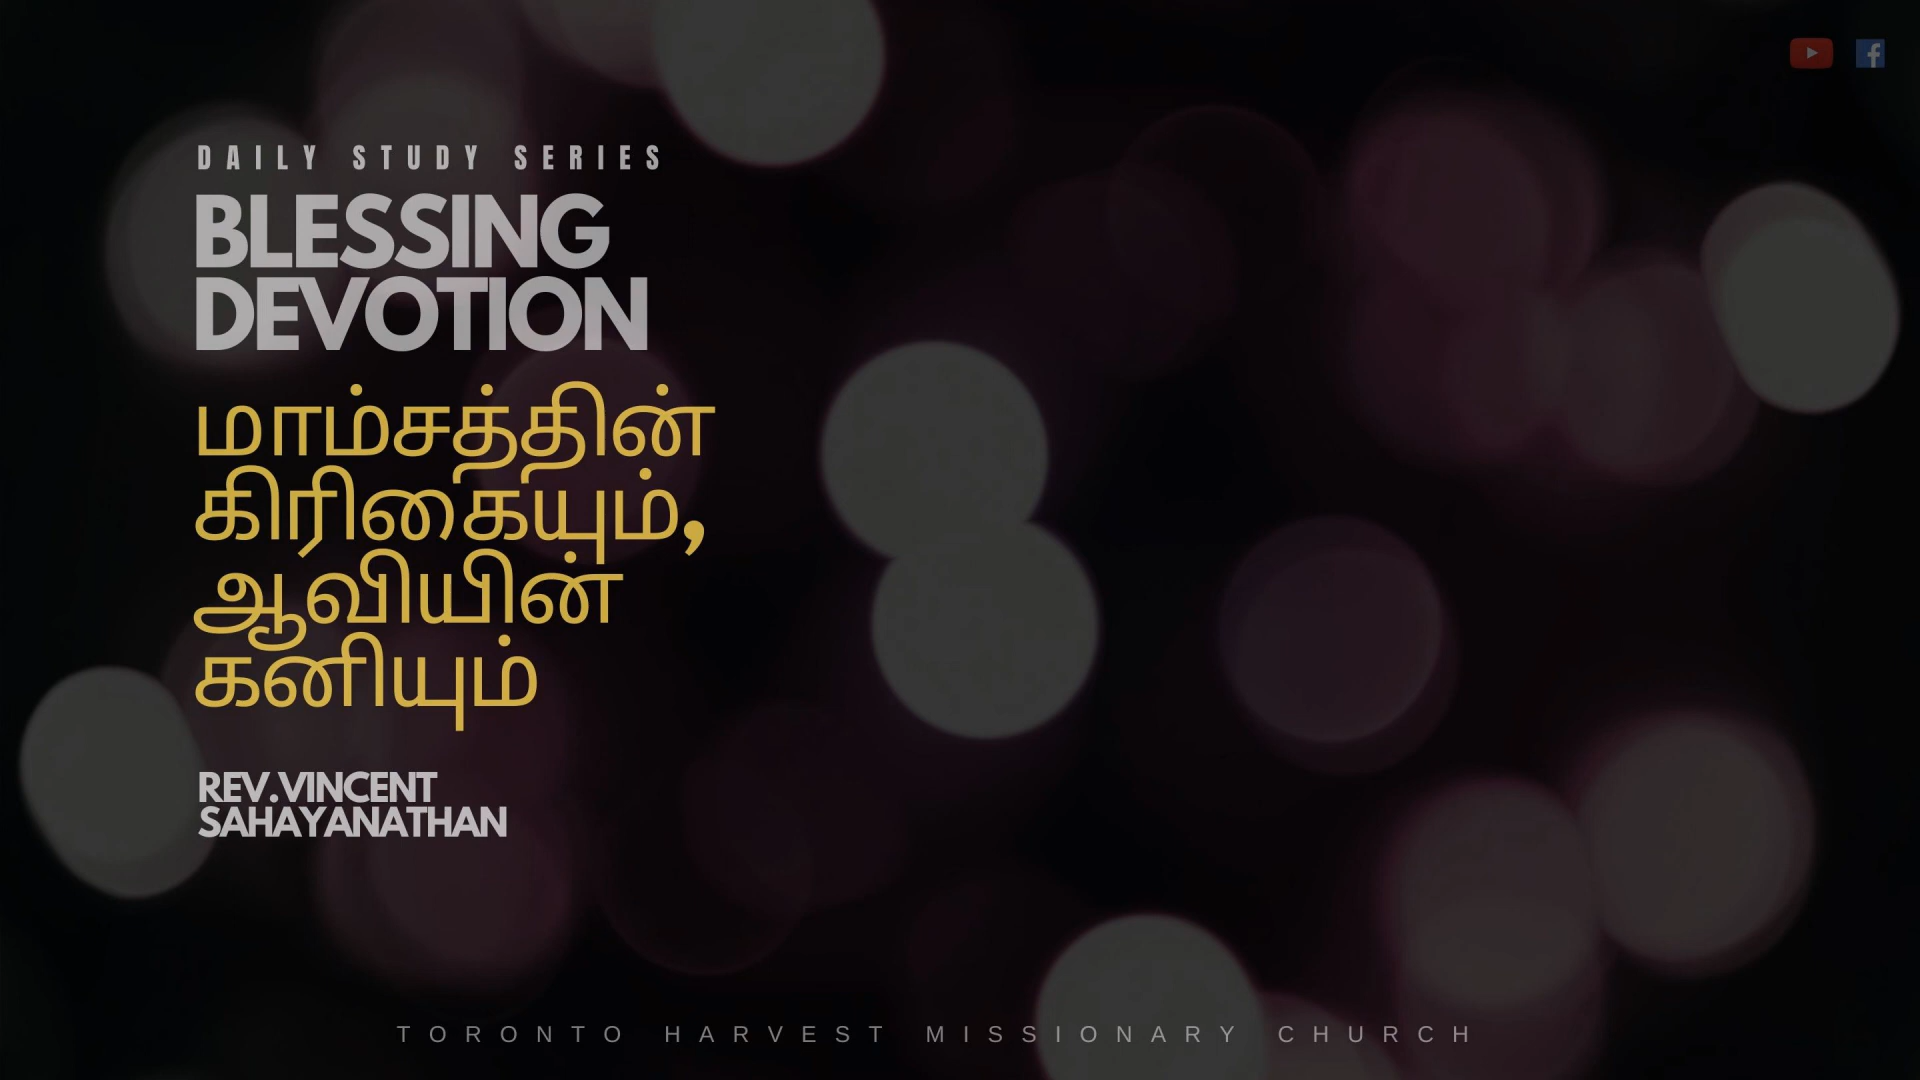 DAILY STUDY SERIES
BLESSING
DEVOTION
மாம்சத்தின்
கிரிகையும்,
ஆவியின்
கனியும்
REV.VINCENT
SAHAYANATHAN
TORONTO HARVEST MISSIONARY CHURCH